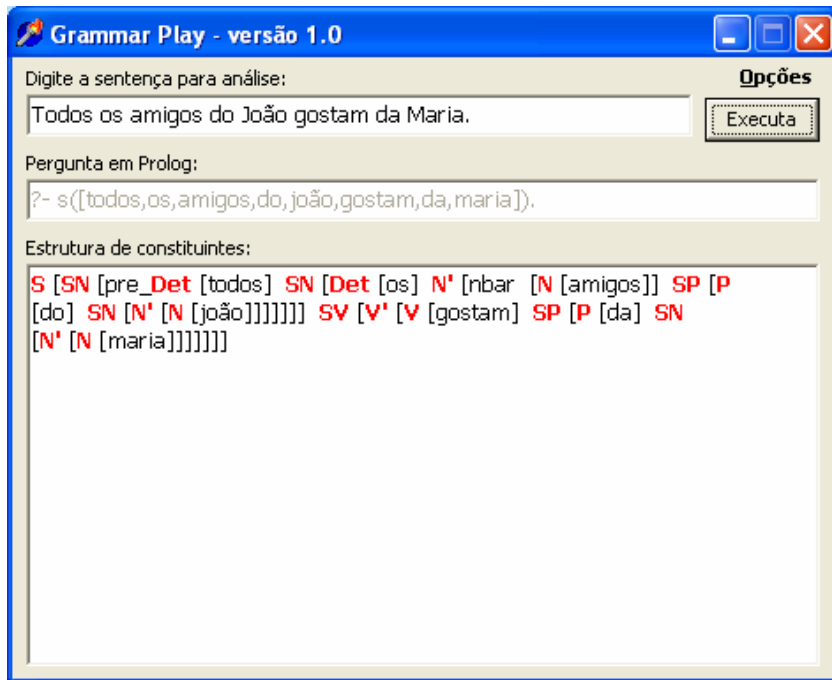 Grammar Play - versão 1.0
Digite a sentença para análise:
Opções
Todos os amigos do João gostam da Maria.
Executa
Pergunta em Prolog:
?- s([todos,os,amigos,do,joão,gostam,da,maria]).
Estrutura de constituintes:
S [SN [pre_Det [todos] SN [Det [os] N' [nbar [N [amigos]] SP [P
[do] SN [N' [N [joão]]]]]]] SV [V' [V [gostam] SP [P [da] SN
[N' [N [maria]]]]]]]